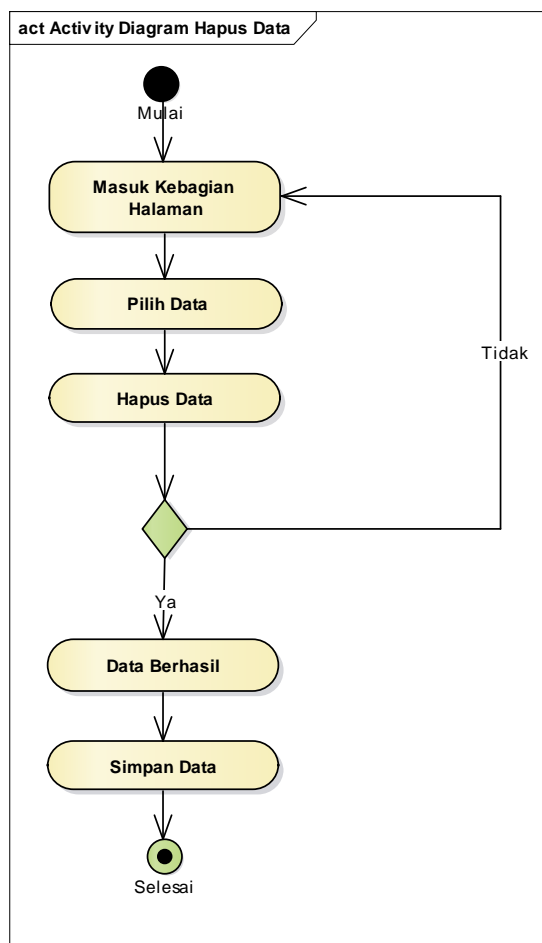 act Activity Diagram Hapus Data
Mulai
Masuk Kebagian
Halaman
Pilih Data
Tidak
Hapus Data
Ya
Data Berhasil
Simpan Data
Selesai